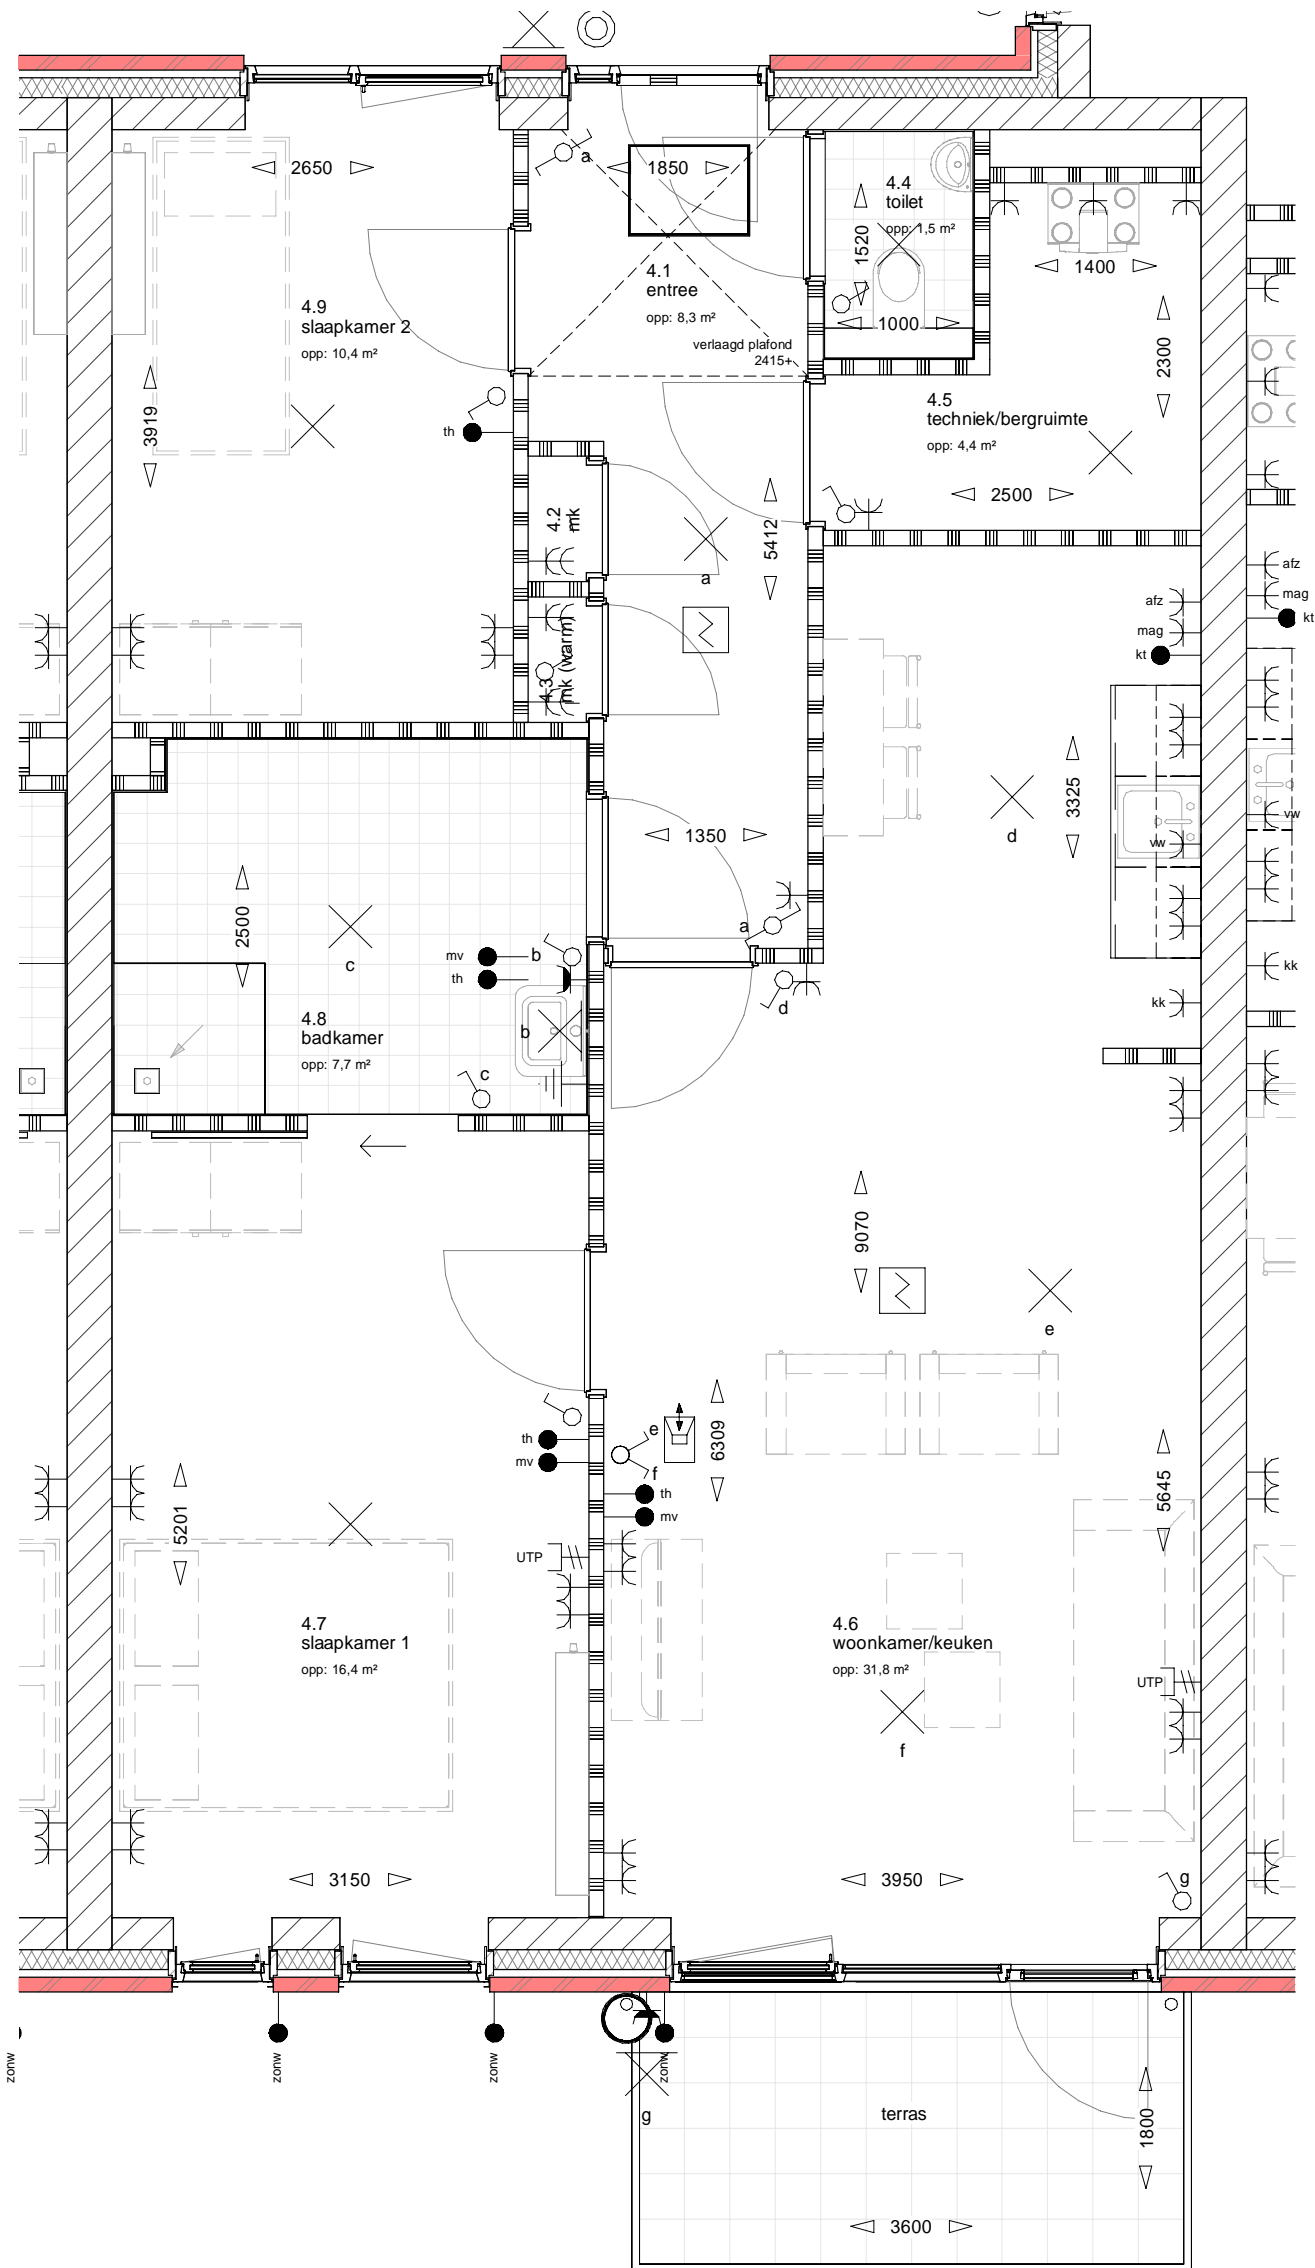 a
2650
1850
4.4
toilet
opp: 1,5 m²
1520
1000
1400
2300
4.1
entree
opp: 8,3 m²
verlaagd plafond
2415+
4.9
slaapkamer 2
opp: 10,4 m²
3919
th
4.5
techniek/bergruimte
opp: 4,4 m²
2500
4.2
mk
5412
a
4.3
mk (warm)
afz
mag
kt
afz
mag
kt
3325
d
vw
vw
1350
a
d
kk
kk
2500
c
mv
th
b
b
4.8
badkamer
opp: 7,7 m²
c
9070
e
6309
e
f
th
mv
th
mv
5645
5201
UTP
4.7
slaapkamer 1
opp: 16,4 m²
4.6
woonkamer/keuken
opp: 31,8 m²
UTP
f
3150
3950
g
zonw
zonw
zonw
zonw
g
terras
1800
3600